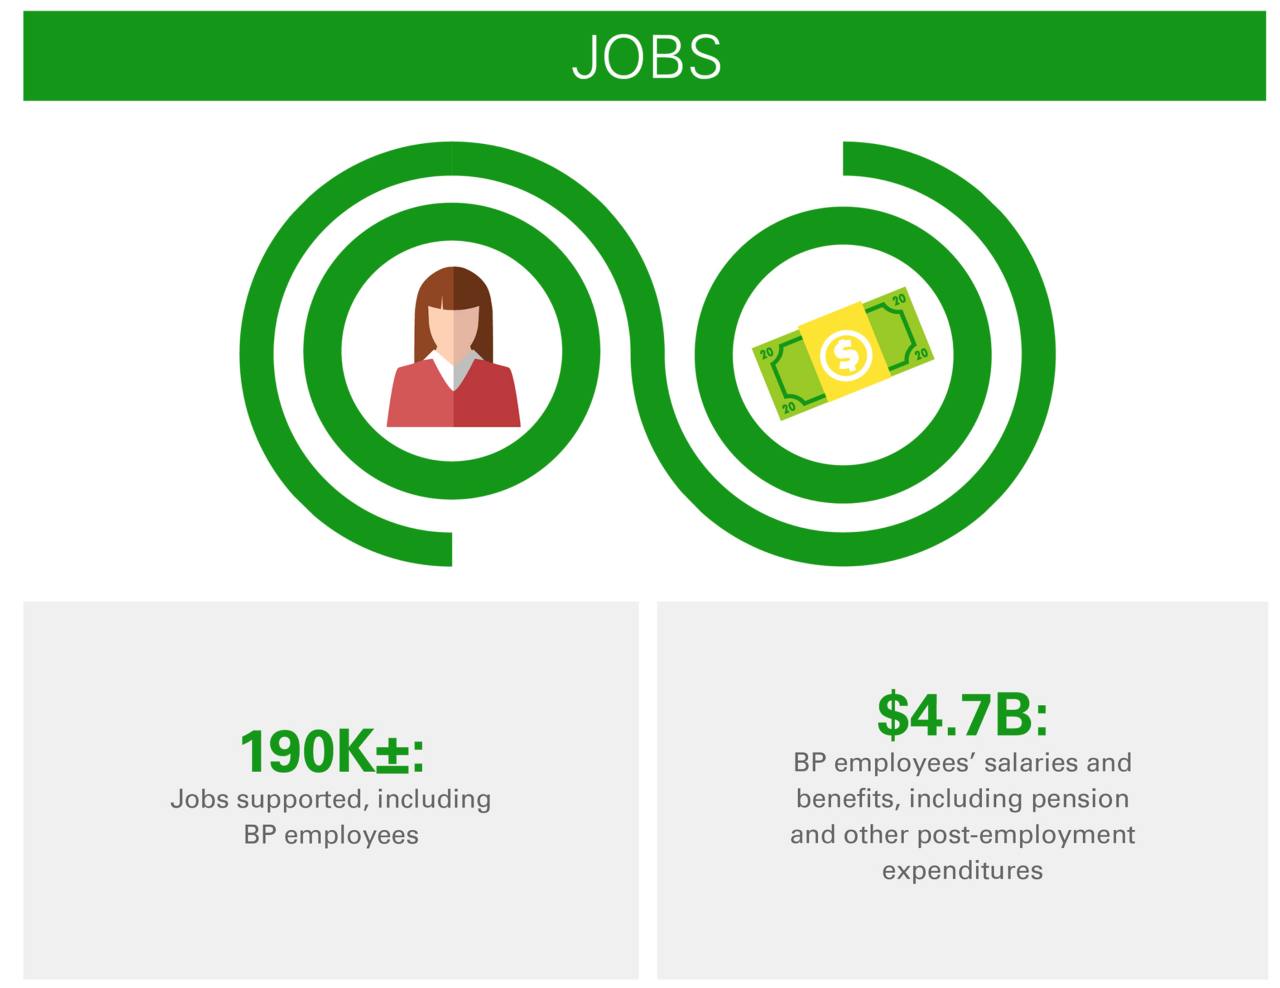 JOBS
20
20
20
20
$
190K±:
Jobs supported, including
BP employees
$4.7B:
BP employees’ salaries and
benefits, including pension
and other post-employment
expenditures